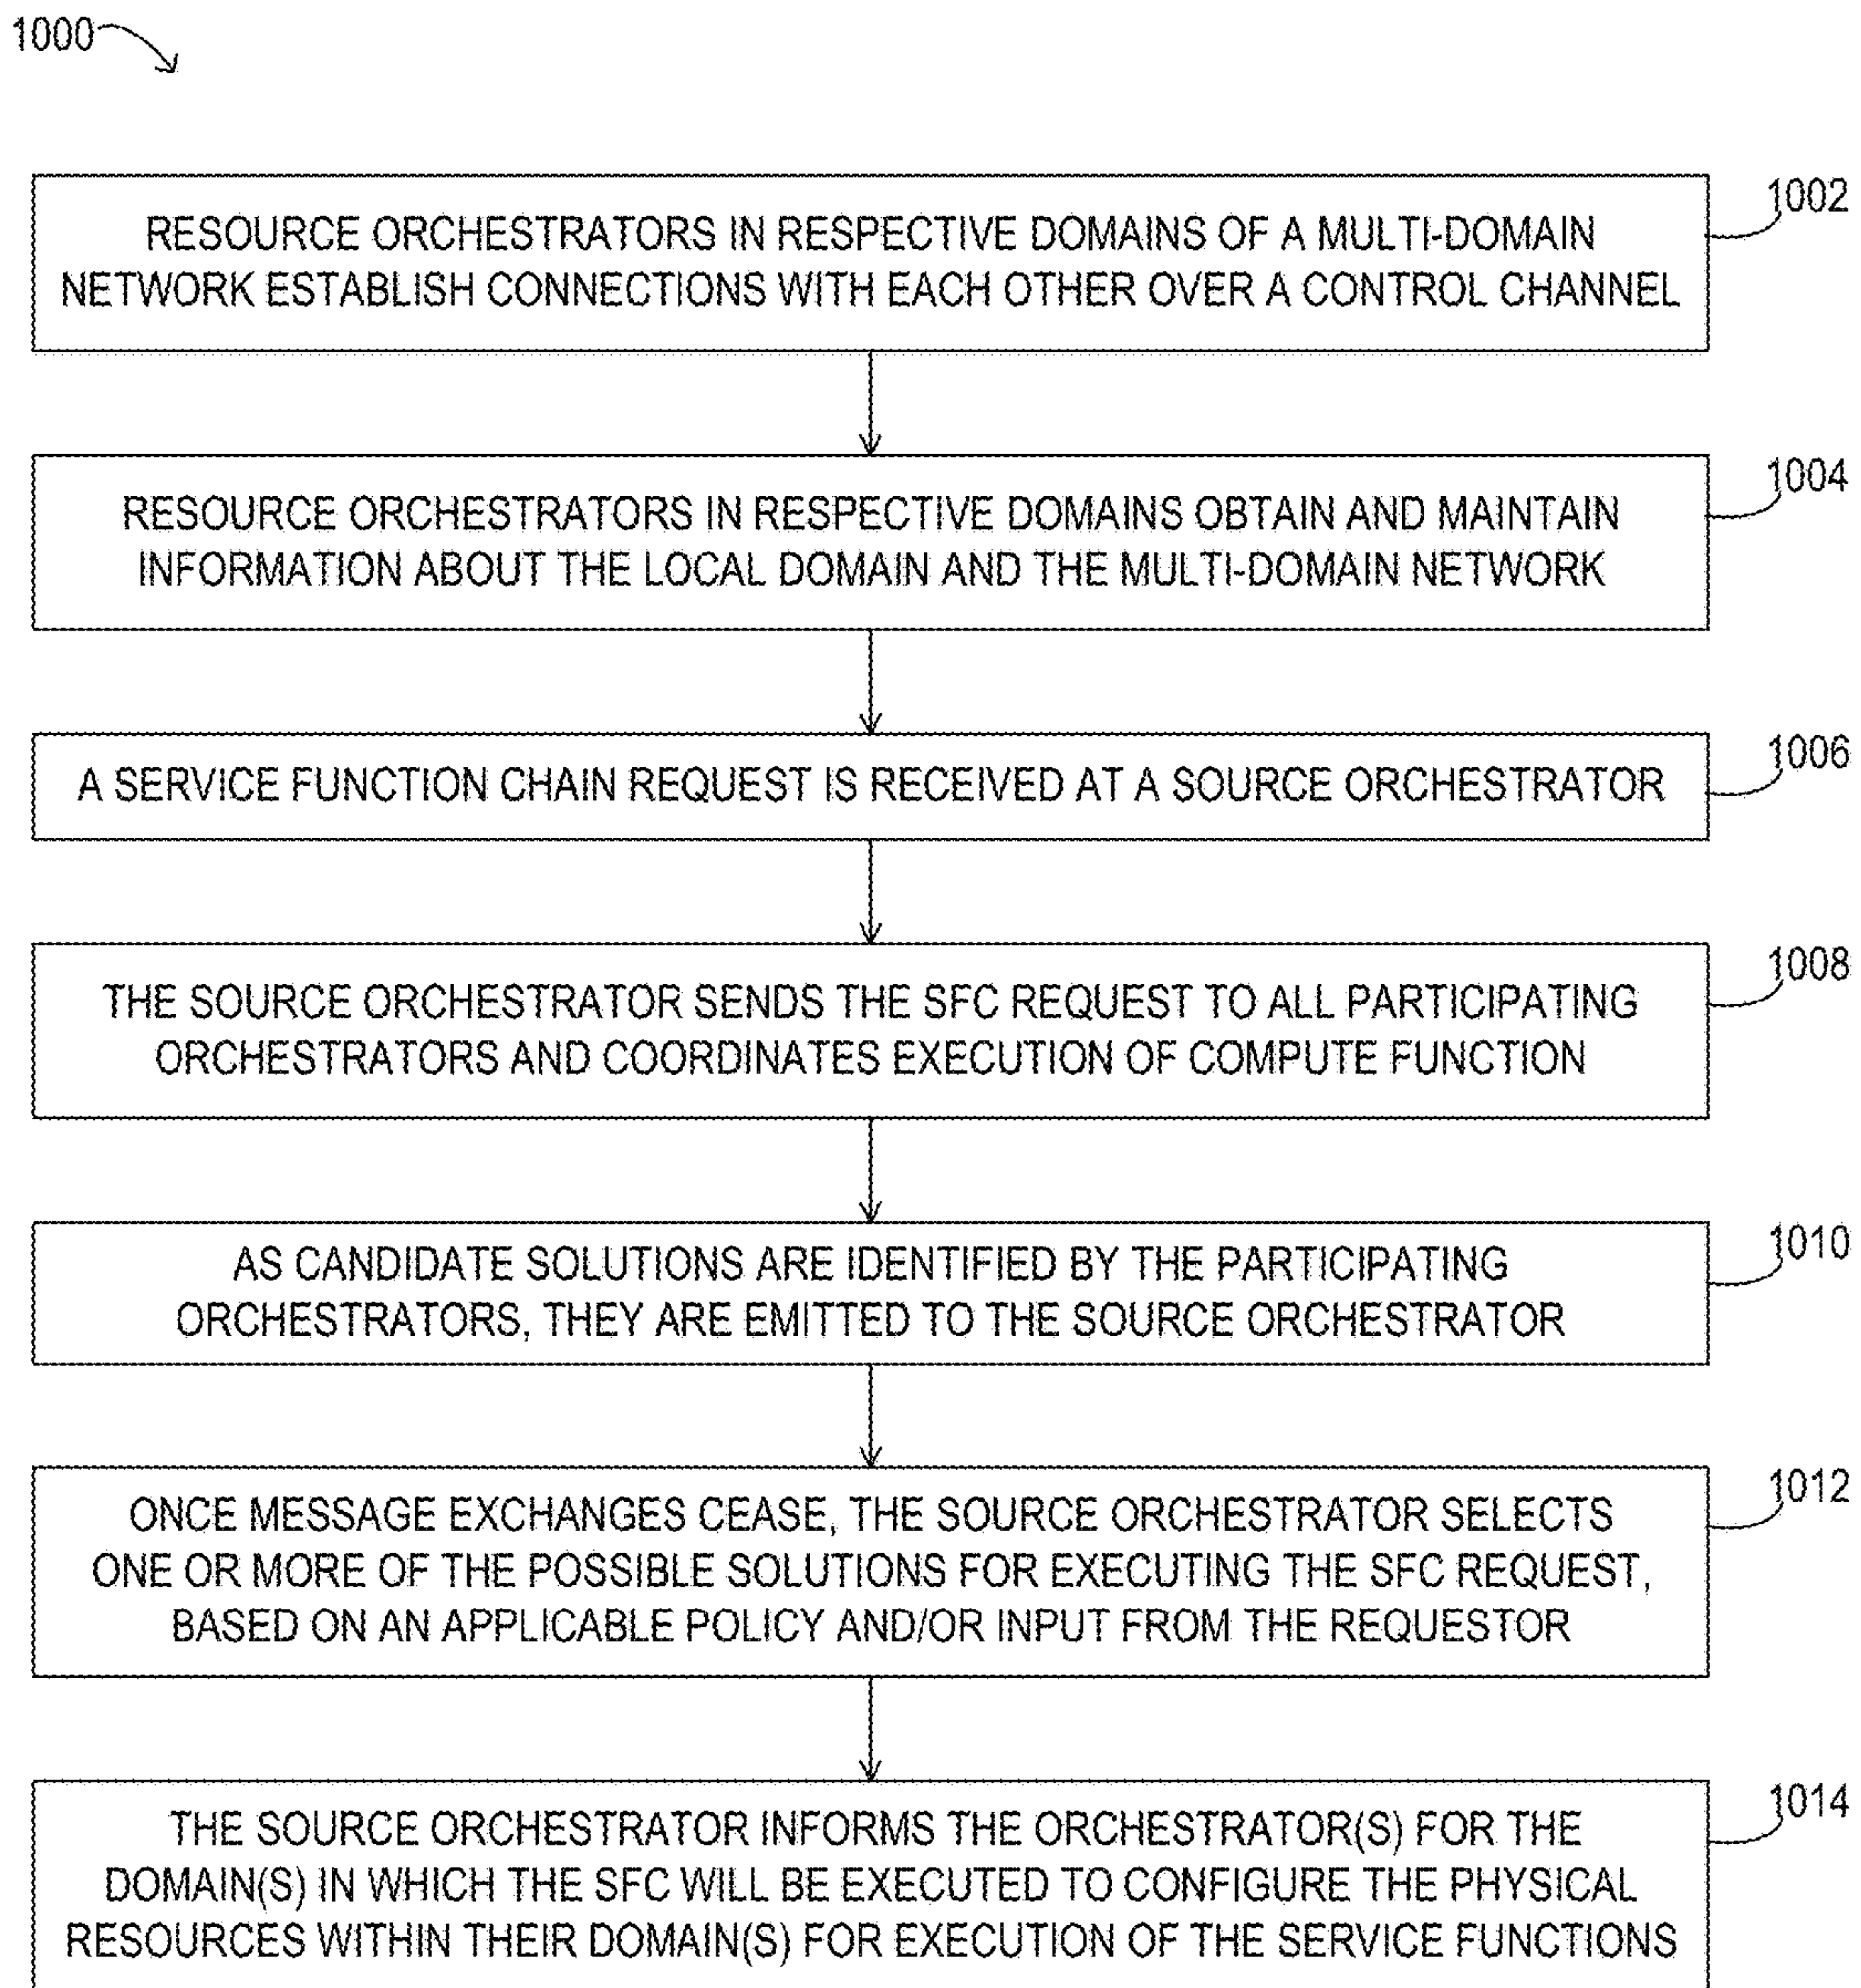 1000
RESOURCE ORCHESTRATORS IN RESPECTIVE DOMAINS OF A MULTI-DOMAIN
NETWORK ESTABLISH CONNECTIONS WITH EACH OTHER OVER A CONTROL CHANNEL
1002
RESOURCE ORCHESTRATORS IN RESPECTIVE DOMAINS OBTAIN AND MAINTAIN
INFORMATION ABOUT THE LOCAL DOMAIN AND THE MULTI-DOMAIN NETWORK
1004
A SERVICE FUNCTION CHAIN REQUEST IS RECEIVED AT A SOURCE ORCHESTRATOR
1006
THE SOURCE ORCHESTRATOR SENDS THE SFC REQUEST TO ALL PARTICIPATING
ORCHESTRATORS AND COORDINATES EXECUTION OF COMPUTE FUNCTION
1008
AS CANDIDATE SOLUTIONS ARE IDENTIFIED BY THE PARTICIPATING
ORCHESTRATORS, THEY ARE EMITTED TO THE SOURCE ORCHESTRATOR
1010
ONCE MESSAGE EXCHANGES CEASE, THE SOURCE ORCHESTRATOR SELECTS
ONE OR MORE OF THE POSSIBLE SOLUTIONS FOR EXECUTING THE SFC REQUEST,
BASED ON AN APPLICABLE POLICY AND/OR INPUT FROM THE REQUESTOR
1012
THE SOURCE ORCHESTRATOR INFORMS THE ORCHESTRATOR(S) FOR THE
DOMAIN(S) IN WHICH THE SFC WILL BE EXECUTED TO CONFIGURE THE PHYSICAL
RESOURCES WITHIN THEIR DOMAIN(S) FOR EXECUTION OF THE SERVICE FUNCTIONS
1014